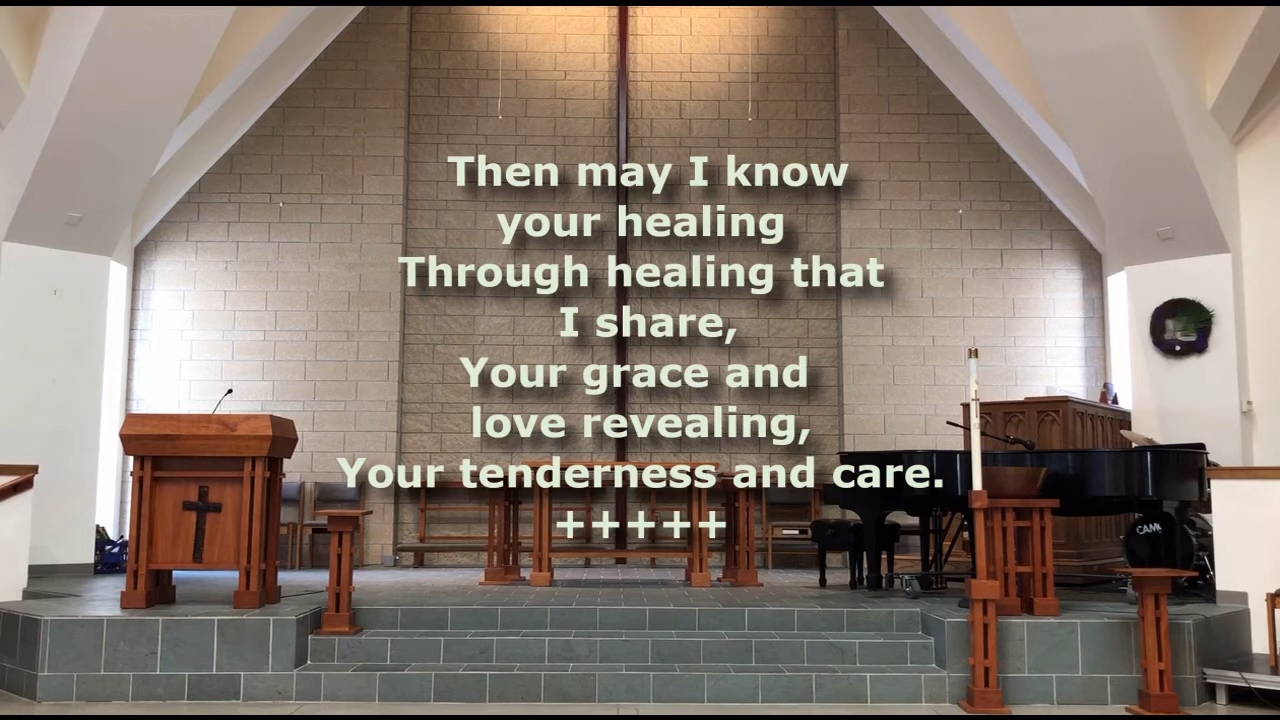 Then may I know
your healing
Through healing that
I share,
Your grace and
love revealing,
Your tenderness and care.
+++++